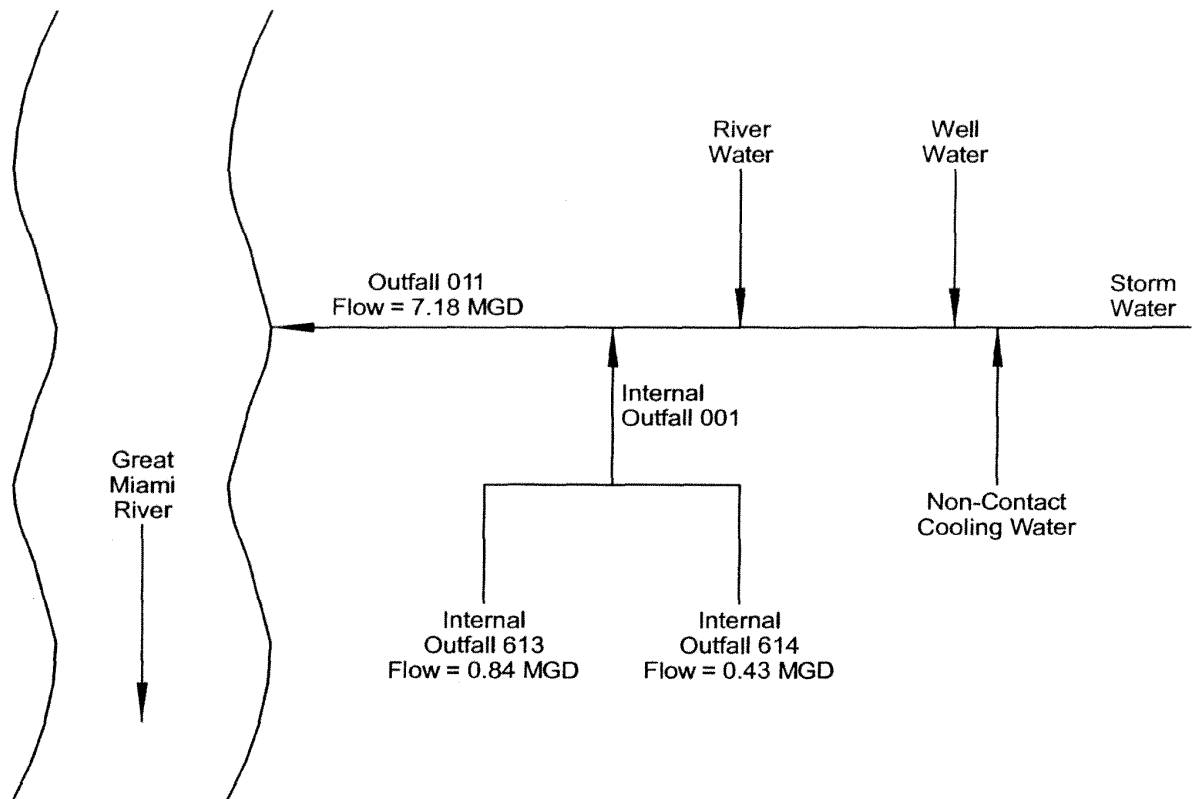 River
Water
Well
Water
Outfall 011
Flow = 7.18 MGD
Storm
Water
Internal
Outfall 001
Great
Miami
River
Non-Contact
Cooling Water
Internal
Outfall 613
Flow = 0.84 MGD
Internal
Outfall 614
Flow = 0.43 MGD